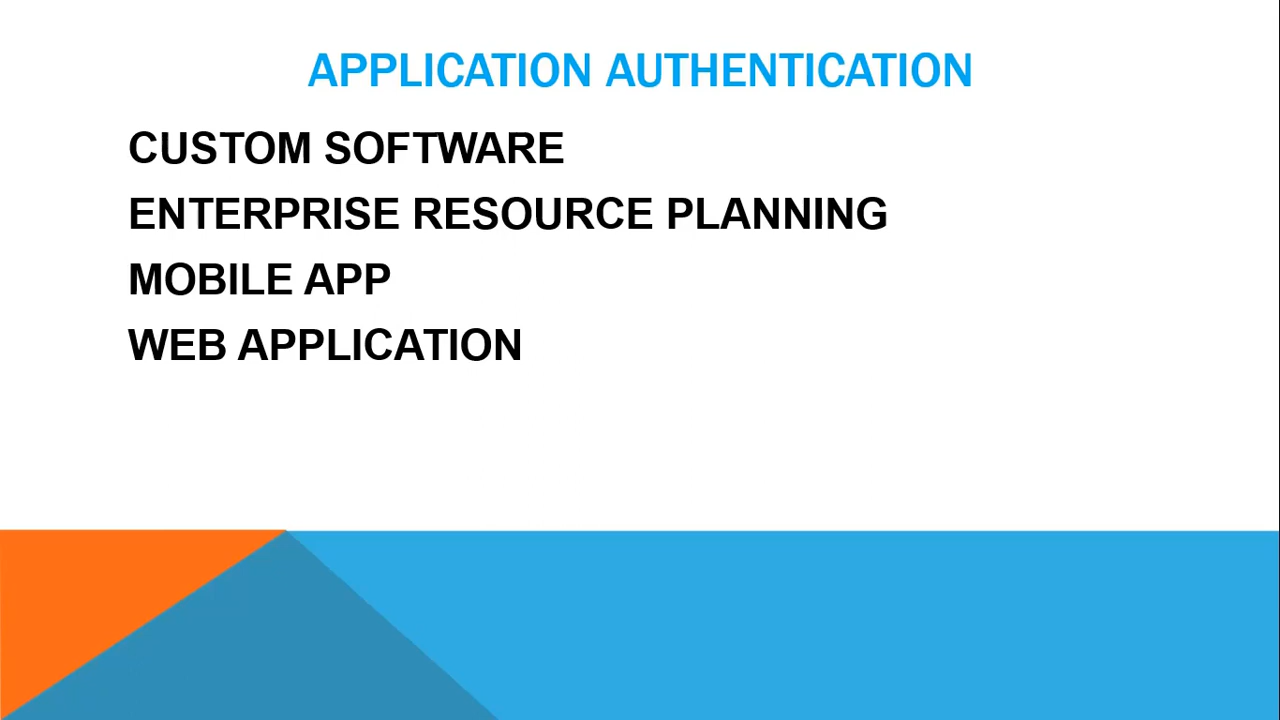 APPLICATION AUTHENTICATION
CUSTOM SOFTWARE
ENTERPRISE RESOURCE PLANNING
MOBILE APP
WEB APPLICATION